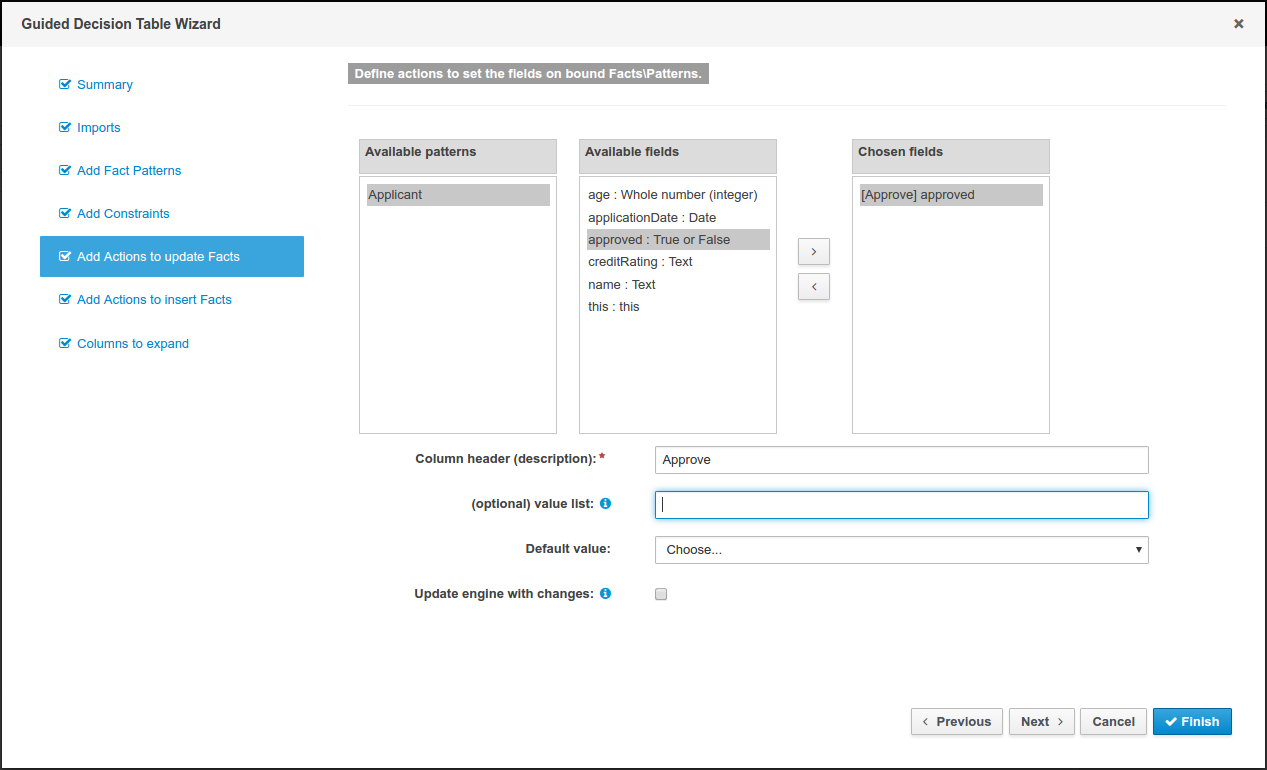 Guided Decision Table Wizard
×
Summary
Imports
Add Fact Patterns
Add Constraints
Add Actions to update Facts
Add Actions to insert Facts
Columns to expand
Define actions to set the fields on bound Facts\Patterns.
Available patterns
Applicant
Available fields
age : Whole number (integer)
applicationDate : Date
approved : True or False
creditRating : Text
name : Text
this : this
>
<
Chosen fields
[Approve] approved
Column header (description):*
Approve
(optional) value list:
Default value:
Choose...
Update engine with changes:
< Previous
Next >
Cancel
Finish